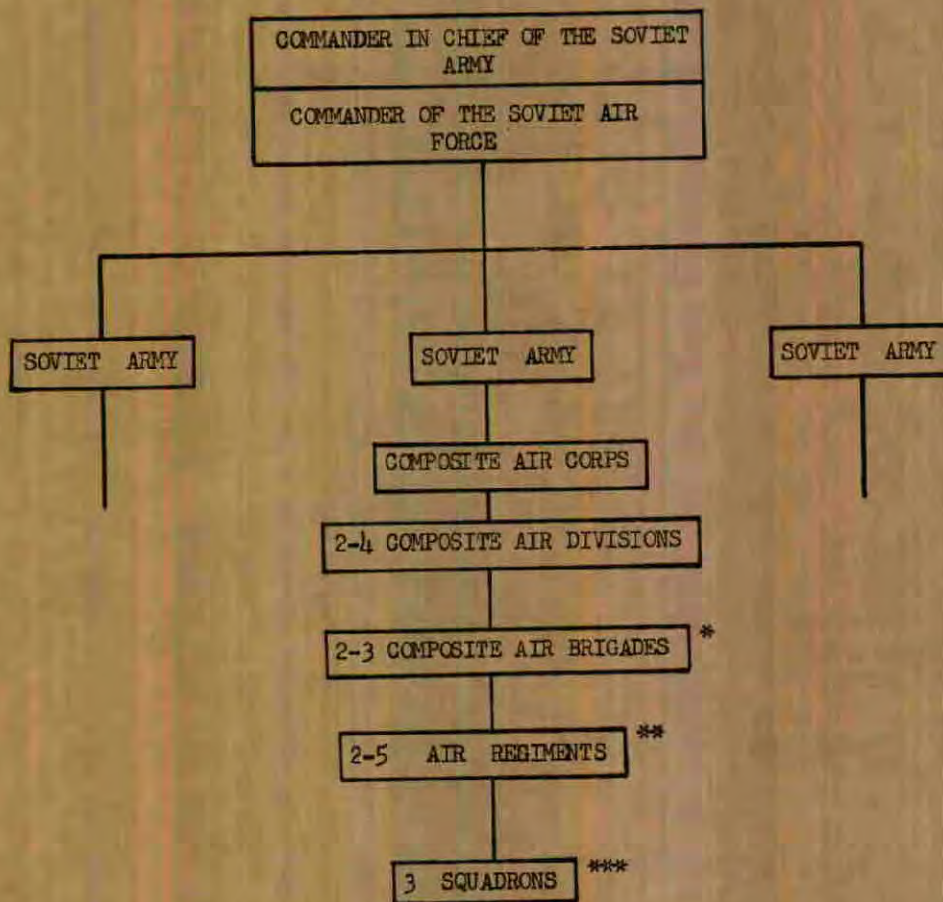 COMMANDER IN CHIEF OF THE SOVIET
ARMY
COMMANDER OF THE SOVIET AIR
FORCE
SOVIET ARMY
SOVIET ARMY
SOVIET ARMY
COMPOSITE AIR CORPS
2-4 COMPOSITE AIR DIVISIONS
2-3 COMPOSITE AIR BRIGADES *
2-5 AIR REGIMENTS **
3 SQUADRONS ***